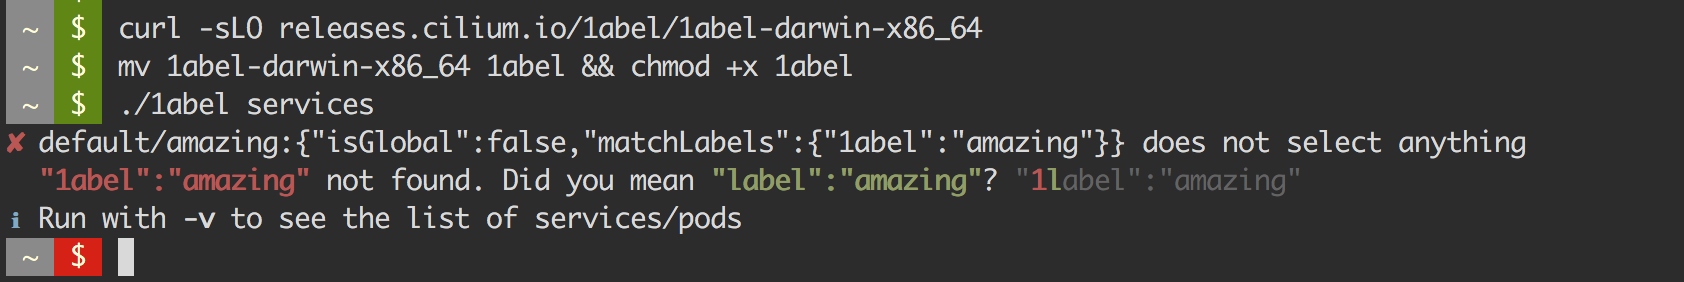 ~ $ curl -sLO releases.cilium.io/1abel/1abel-darwin-x86_64
~ $ mv 1abel-darwin-x86_64 1abel && chmod +x 1abel
~ $ ./1abel services
✘ default/amazing:{"isGlobal":false,"matchLabels":{"1abel":"amazing"}} does not select anything
"1abel":"amazing" not found. Did you mean "label":"amazing"? "1label":"amazing"
ℹ Run with -v to see the list of services/pods
~ $